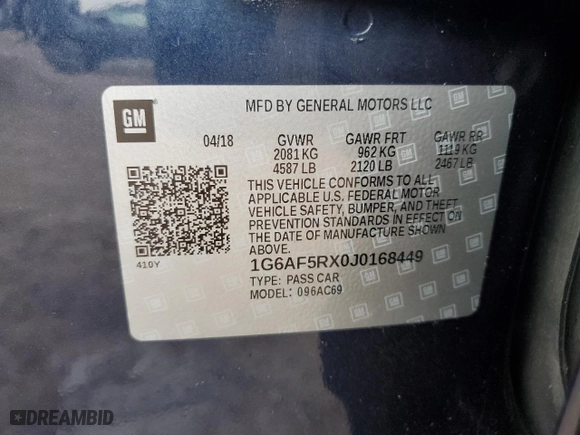 GM
MFD BY GENERAL MOTORS LLC
04/18 GVWR GAWR FRT GAWR RR
2081 KG 962 KG 1119 KG
4587 LB 2120 LB 2467 LB
THIS VEHICLE CONFORMS TO ALL
APPLICABLE U.S. FEDERAL MOTOR
VEHICLE SAFETY, BUMPER, AND THEFT
PREVENTION STANDARDS IN EFFECT ON
THE DATE OF MANUFACTURE SHOWN
ABOVE.
410Y
1G6AF5RX0J0168449
TYPE: PASS CAR
MODEL: 096AC69
DREAMBID